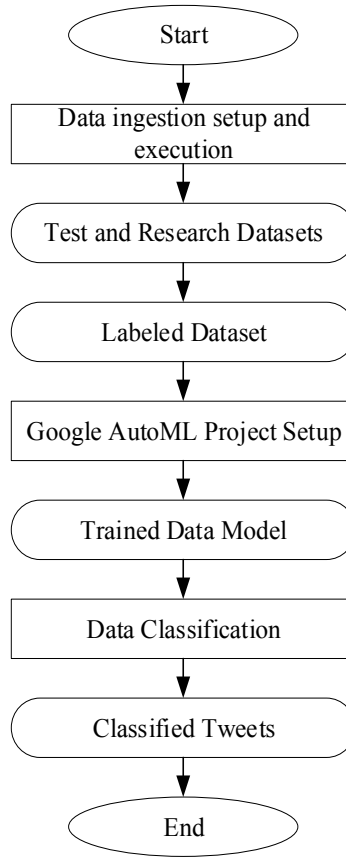 Start
Data ingestion setup and
execution
Test and Research Datasets
Labeled Dataset
Google AutoML Project Setup
Trained Data Model
Data Classification
Classified Tweets
End